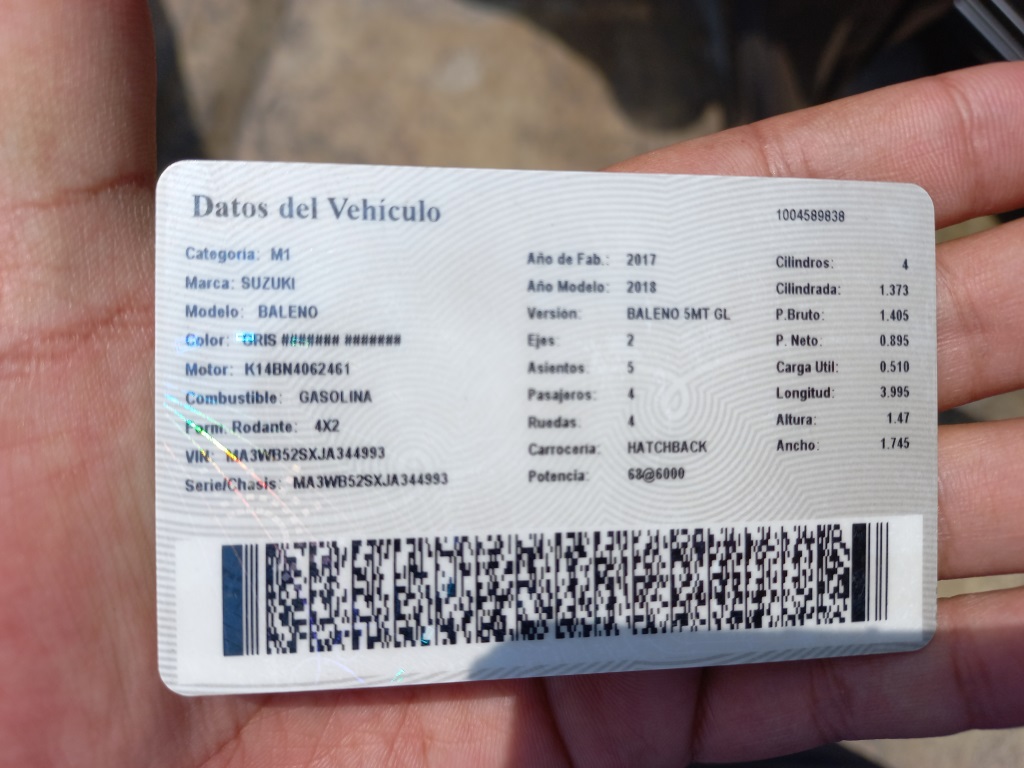 Datos del Vehículo
1004589838
Categoria: M1
Marca: SUZUKI
Modelo: BALENO
Color: GRIS ####### #######
Motor: K14BN4062461
Combustible: GASOLINA
Form. Rodante: 4X2
VIN: MA3WB52SXJA344993
Serie/Chasis: MA3WB52SXJA344993
Año de Fab.: 2017
Año Modelo: 2018
Versión: BALENO 5MT GL
Ejes: 2
Asientos: 5
Pasajeros: 4
Ruedas: 4
Carrocería: HATCHBACK
Potencia: 68@6000
Cilindros: 4
Cilindrada: 1.373
P.Bruto: 1.405
P. Neto: 0.895
Carga Util: 0.510
Longitud: 3.995
Altura: 1.47
Ancho: 1.745